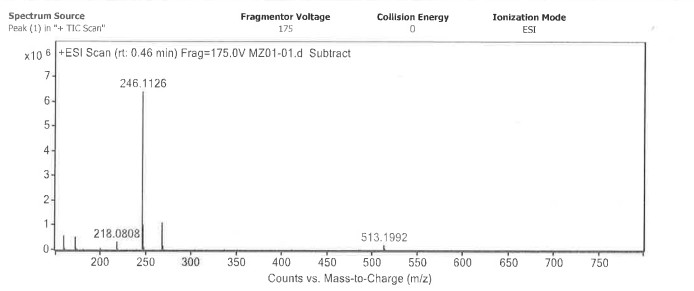 Spectrum Source Fragmentor Voltage Collision Energy Ionization Mode
Peak (1) in "+ TIC Scan" 175 0 ESI
x10 6 +ESI Scan (rt: 0.46 min) Frag=175.0V MZ01-01.d Subtract
7
246.1126
6
5
4
3
2
1
218.0808 513.1992
0
200 250 300 350 400 450 500 550 600 650 700 750
Counts vs. Mass-to-Charge (m/z)